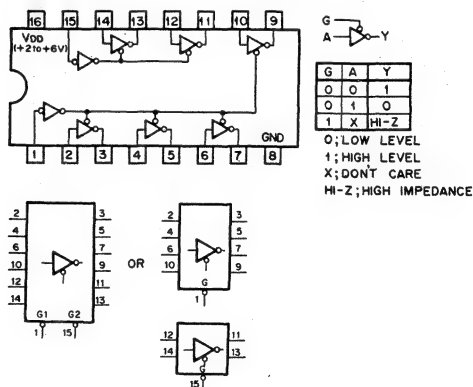 16 15 14 13 12 11 10 9
VDD
(+2 to +6V)
GND
1 2 3 4 5 6 7 8
G
A Y
G A Y
0 0 1
0 1 0
1 X HI-Z
0;LOW LEVEL
1;HIGH LEVEL
X;DON'T CARE
HI-Z;HIGH IMPEDANCE
2 3
4 5
6 7
10 9
12 11
14 13
G1 G2
1 15
OR
2 3
4 5
6 7
10 9
G
1
12 11
14 13
G
15